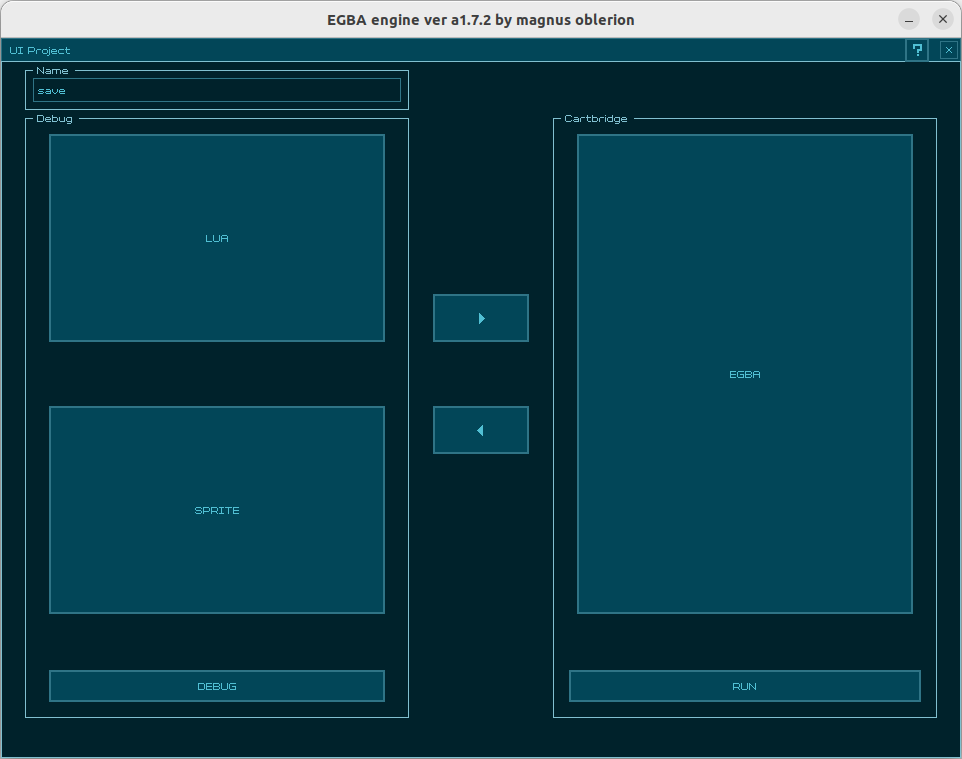 EGBA engine ver a1.7.2 by magnus oblerion
UI Project
?
Name
save
Debug
Cartbridge
LUA
EGBA
SPRITE
DEBUG
RUN